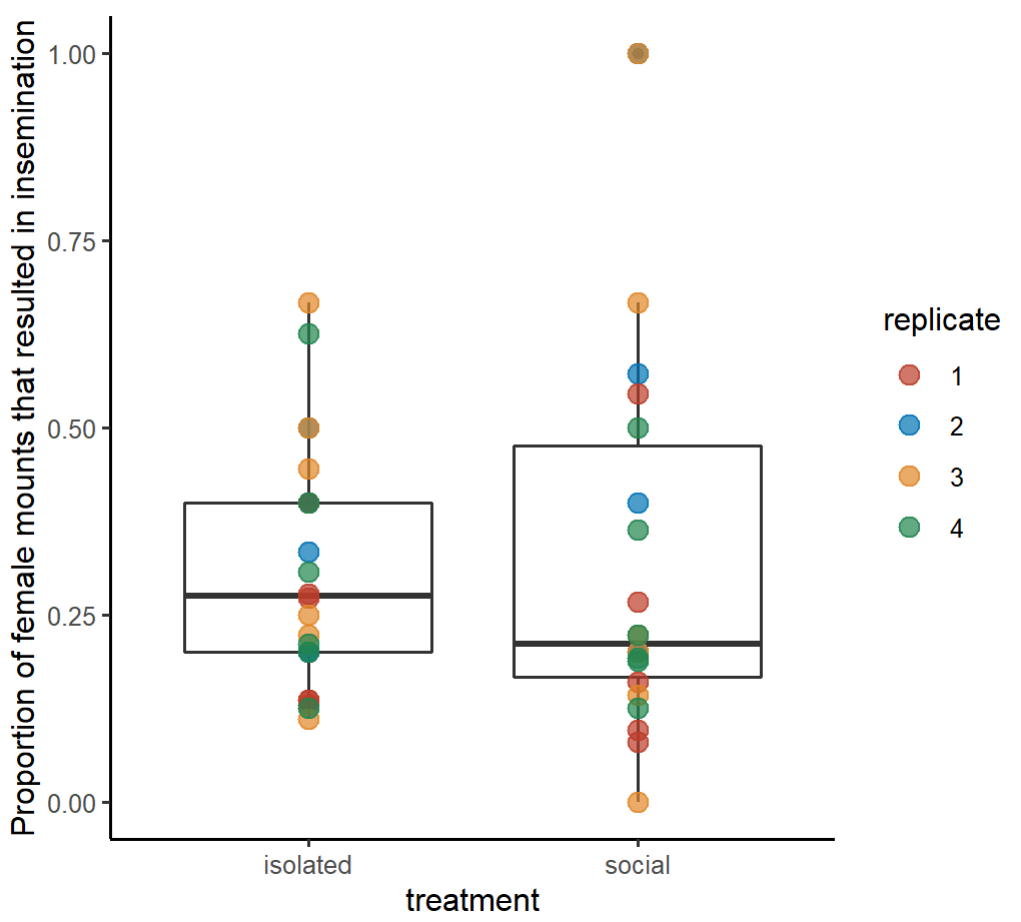 Proportion of female mounts that resulted in insemination
1.00
0.75
0.50
0.25
0.00
isolated
social
treatment
replicate
1
2
3
4